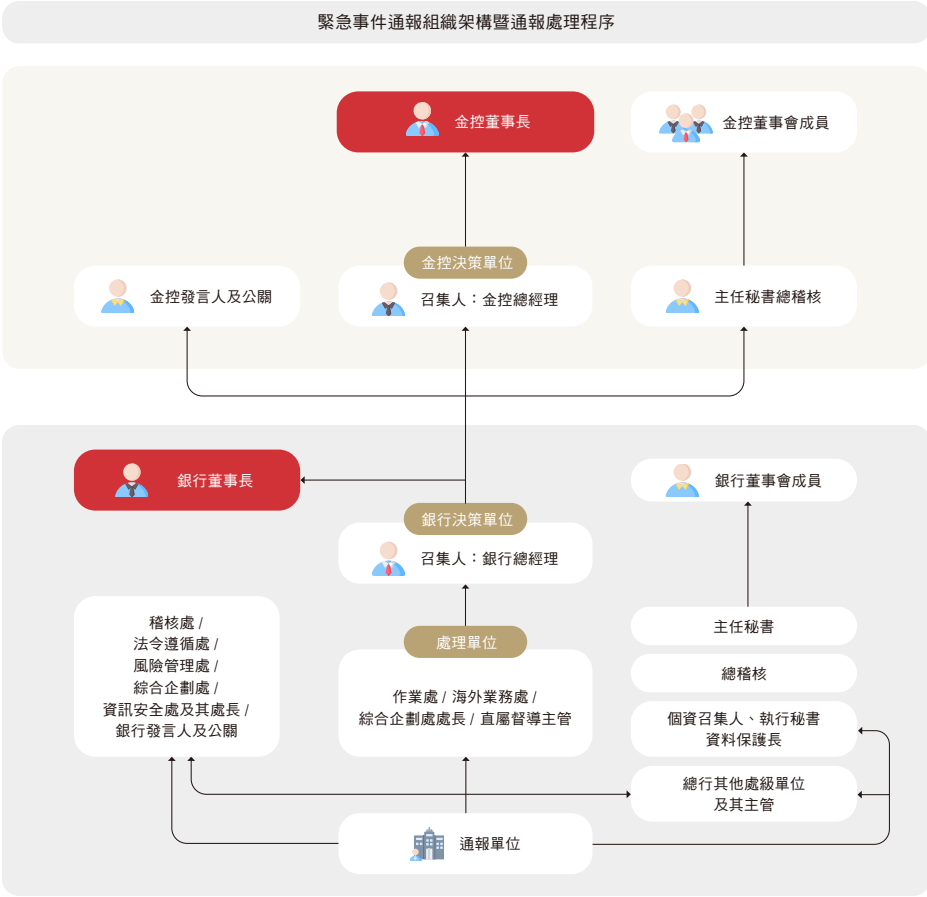 緊急事件通報組織架構暨通報處理程序
金控董事長
金控董事會成員
金控決策單位
金控發言人及公關
召集人：金控總經理
主任秘書總稽核
銀行董事長
銀行董事會成員
銀行決策單位
召集人：銀行總經理
稽核處 /
法令遵循處 /
風險管理處 /
綜合企劃處 /
資訊安全處及其處長 /
銀行發言人及公關
處理單位
作業處 / 海外業務處 /
綜合企劃處處長 / 直屬督導主管
主任秘書
總稽核
個資召集人、執行秘書
資料保護長
總行其他處級單位
及其主管
通報單位